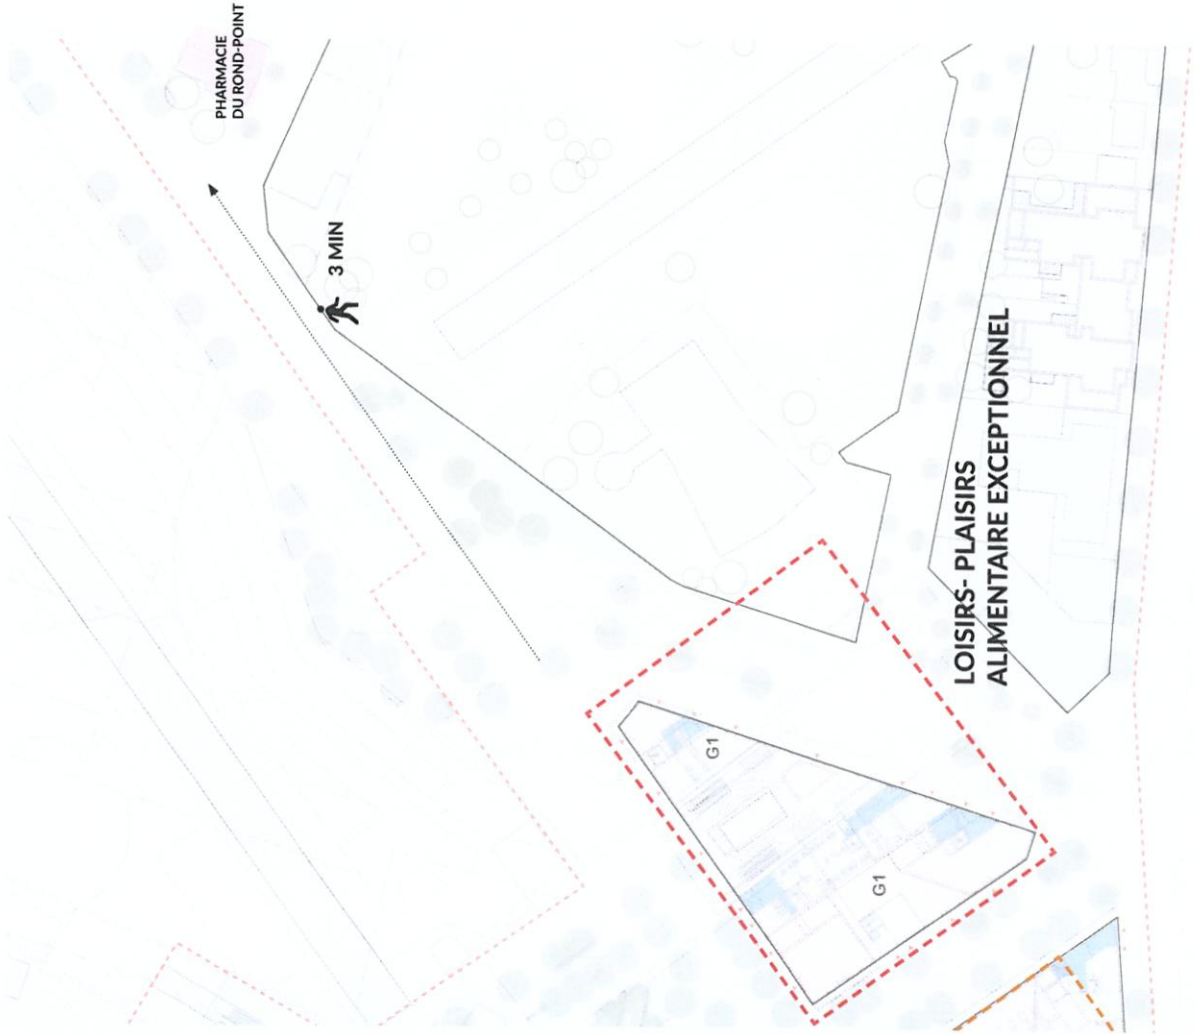 PHARMACIE
DU ROND-POINT
3 MIN
LOISIRS- PLAISIRS
ALIMENTAIRE EXCEPTIONNEL
G1
G1